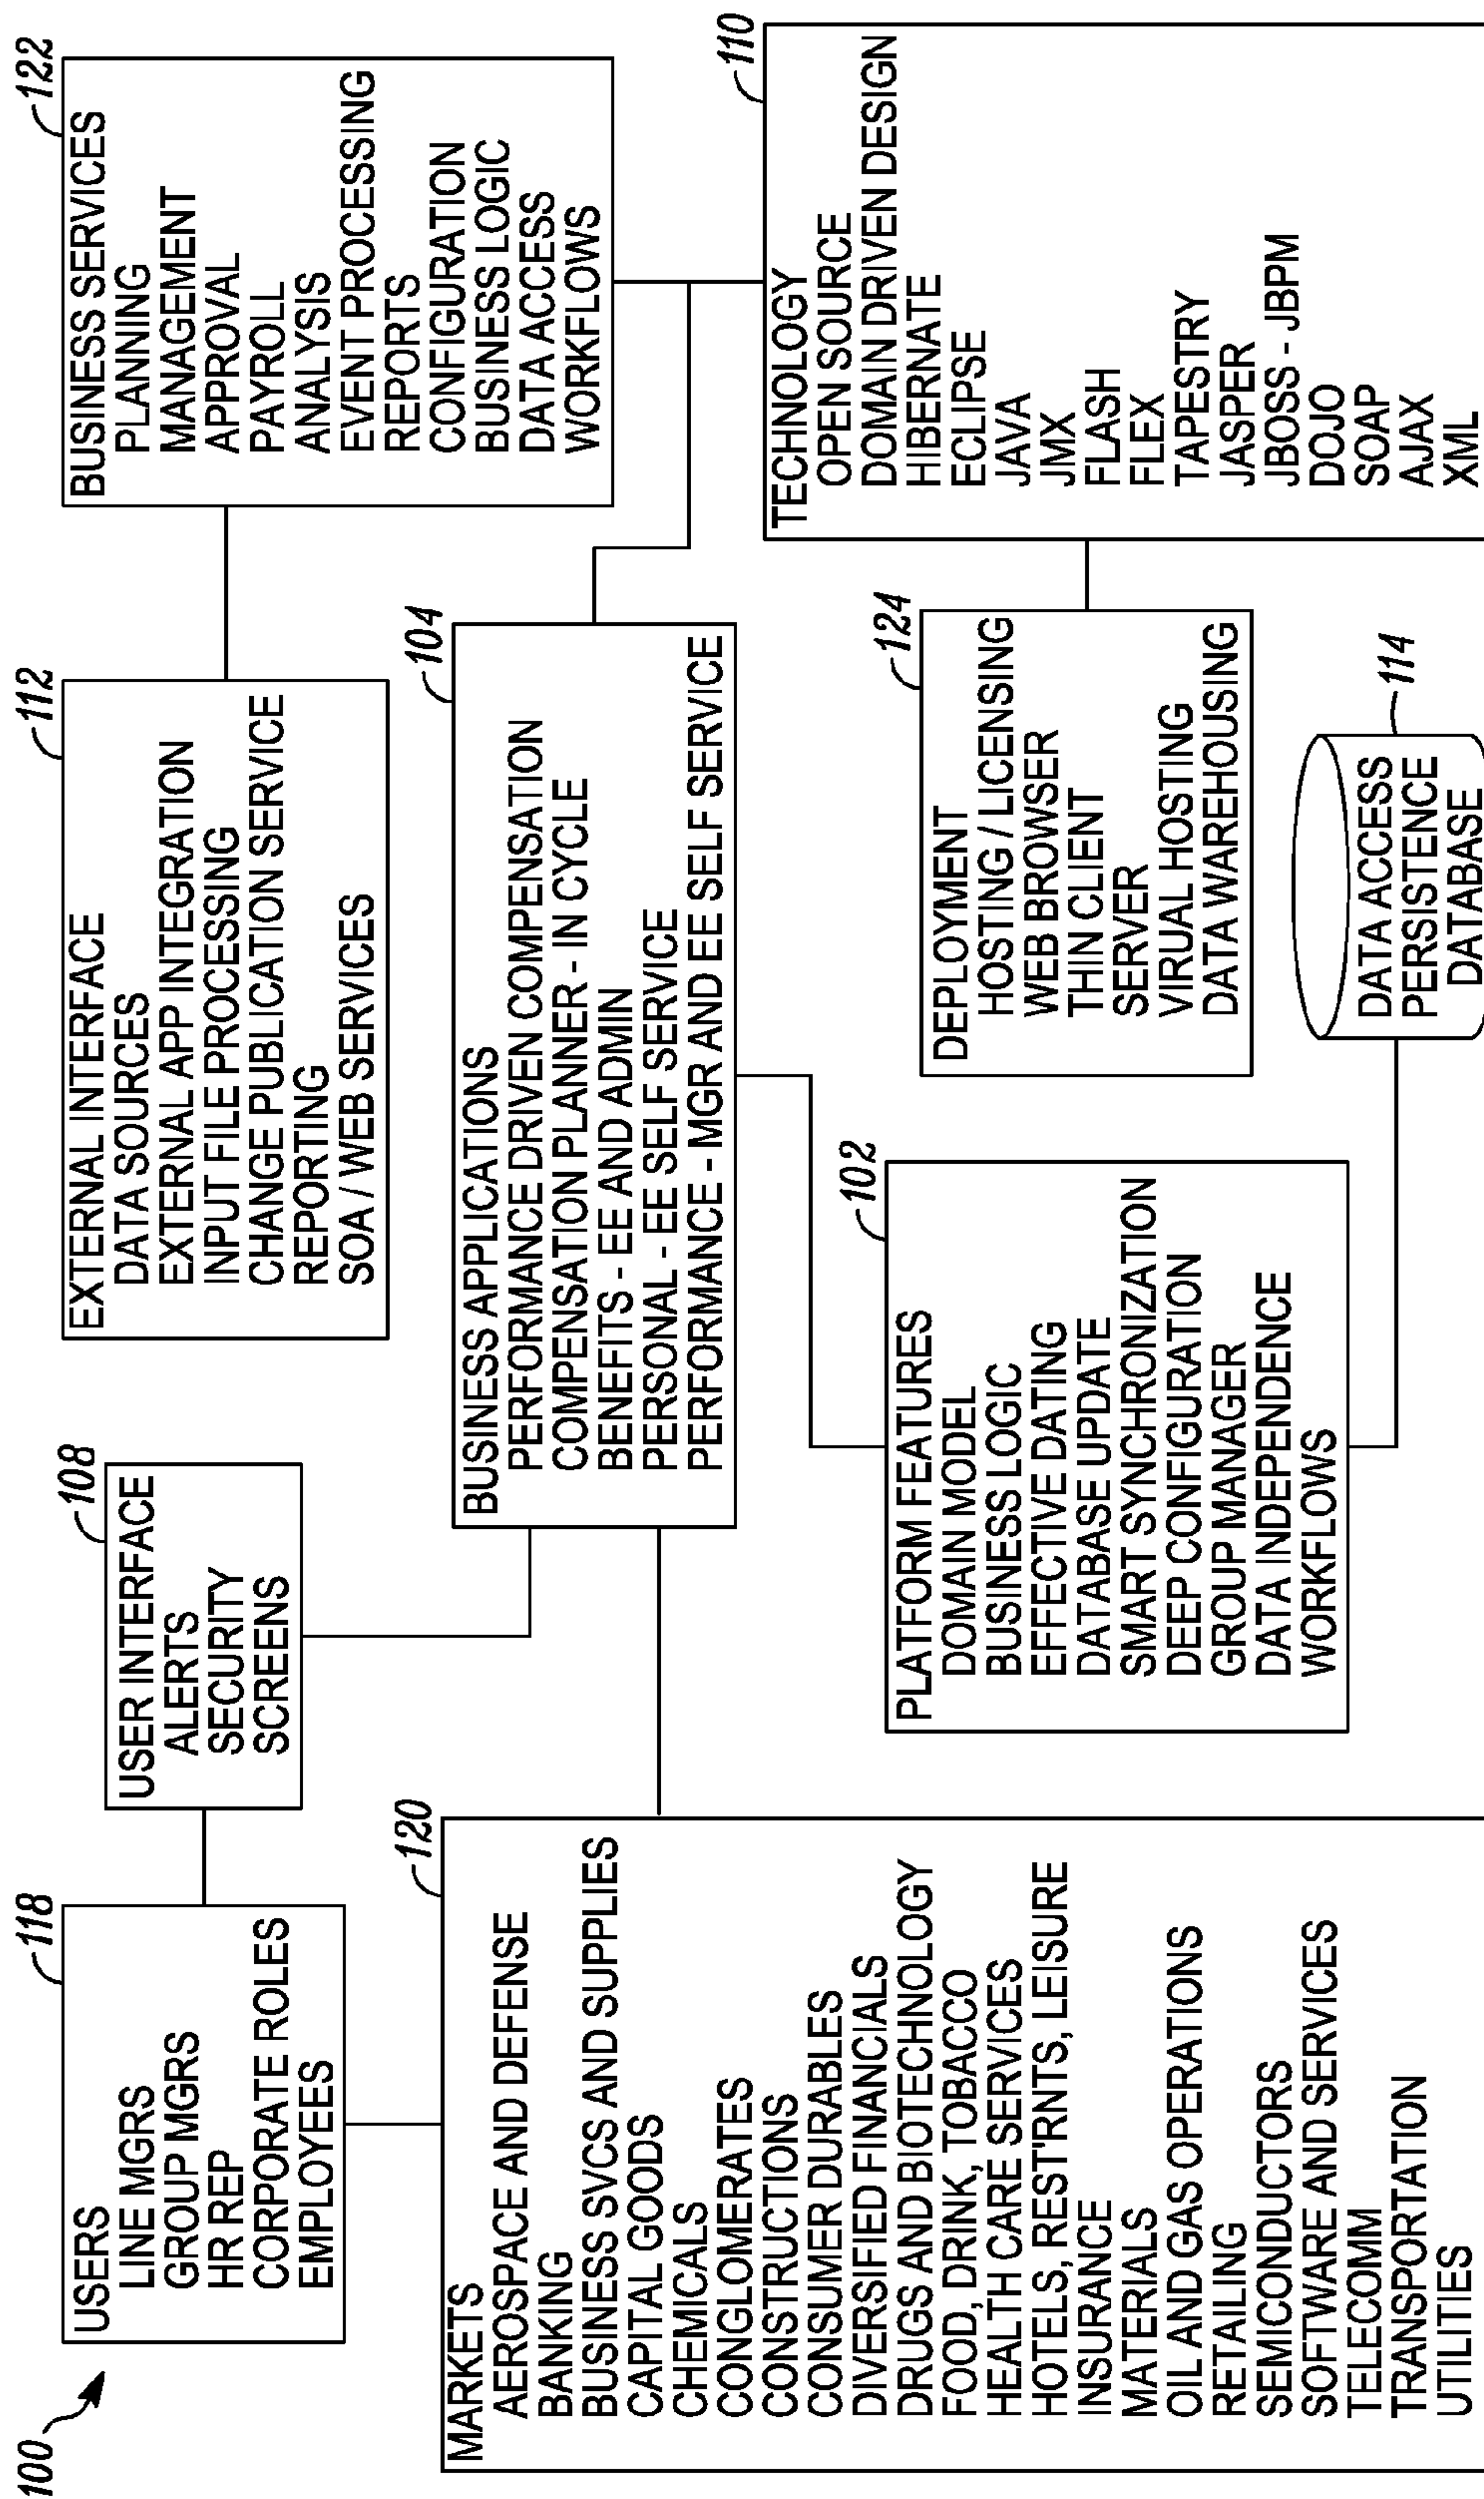 100
118
USERS
LINE MGRS
GROUP MGRS
HR REP
CORPORATE ROLES
EMPLOYEES
108
USER INTERFACE
ALERTS
SECURITY
SCREENS
112
EXTERNAL INTERFACE
DATA SOURCES
EXTERNAL APP INTEGRATION
INPUT FILE PROCESSING
CHANGE PUBLICATION SERVICE
REPORTING
SOA / WEB SERVICES
122
BUSINESS SERVICES
PLANNING
MANAGEMENT
APPROVAL
PAYROLL
ANALYSIS
EVENT PROCESSING
REPORTS
CONFIGURATION
BUSINESS LOGIC
DATA ACCESS
WORKFLOWS
120
MARKETS
AEROSPACE AND DEFENSE
BANKING
BUSINESS SVCS AND SUPPLIES
CAPITAL GOODS
CHEMICALS
CONGLOMERATES
CONSTRUCTIONS
CONSUMER DURABLES
DIVERSIFIED FINANCIALS
DRUGS AND BIOTECHNOLOGY
FOOD, DRINK, TOBACCO
HEALTH CARE SERVICES
HOTELS, REST'RNTS, LEISURE
INSURANCE
MATERIALS
OIL AND GAS OPERATIONS
RETAILING
SEMICONDUCTORS
SOFTWARE AND SERVICES
TELECOMM
TRANSPORTATION
UTILITIES
104
BUSINESS APPLICATIONS
PERFORMANCE DRIVEN COMPENSATION
COMPENSATION PLANNER - IN CYCLE
BENEFITS - EE AND ADMIN
PERSONAL - EE SELF SERVICE
PERFORMANCE - MGR AND EE SELF SERVICE
102
PLATFORM FEATURES
DOMAIN MODEL
BUSINESS LOGIC
EFFECTIVE DATING
DATABASE UPDATE
SMART SYNCHRONIZATION
DEEP CONFIGURATION
GROUP MANAGER
DATA INDEPENDENCE
WORKFLOWS
124
DEPLOYMENT
HOSTING / LICENSING
WEB BROWSER
THIN CLIENT
SERVER
VIRUAL HOSTING
DATA WAREHOUSING
114
DATA ACCESS
PERSISTENCE
DATABASE
110
TECHNOLOGY
OPEN SOURCE
DOMAIN DRIVEN DESIGN
HIBERNATE
ECLIPSE
JAVA
JMX
FLASH
FLEX
TAPESTRY
JASPER
JBOSS - JBPM
DOJO
SOAP
AJAX
XML